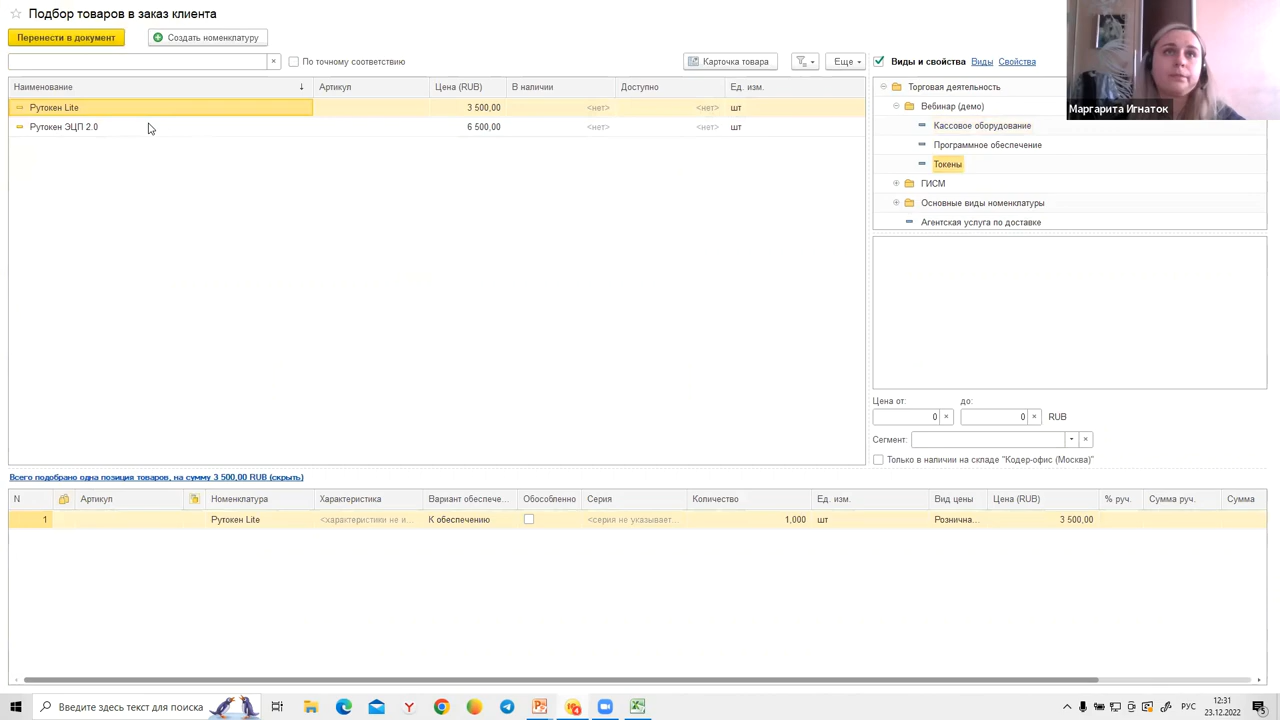 Подбор товаров в заказ клиента
Перенести в документ
Создать номенклатуру
По точному соответствию
Карточка товара
Еще
Виды и свойства Виды Свойства
Маргарита Игнаток
Наименование Артикул Цена (RUB) В наличии Доступно Ед. изм.
Рутокен Lite 3 500,00 <нет> <нет> шт
Рутокен ЭЦП 2.0 6 500,00 <нет> <нет> шт
Торговая деятельность
Вебинар (демо)
Кассовое оборудование
Программное обеспечение
Токены
ГИСМ
Основные виды номенклатуры
Агентская услуга по доставке
Цена от: до:
0 0 RUB
Сегмент:
Только в наличии на складе "Кодер-офис (Москва)"
Всего подобрано одна позиция товаров, на сумму 3 500,00 RUB (скрыть)
N Артикул Номенклатура Характеристика Вариант обеспече... Обособленно Серия Количество Ед. изм. Вид цены Цена (RUB) % руч. Сумма руч. Сумма
1 Рутокен Lite <характеристики не и... К обеспечению <серия не указывает... 1,000 шт Рознична... 3 500,00
Введите здесь текст для поиска
РУС
12:31
23.12.2022